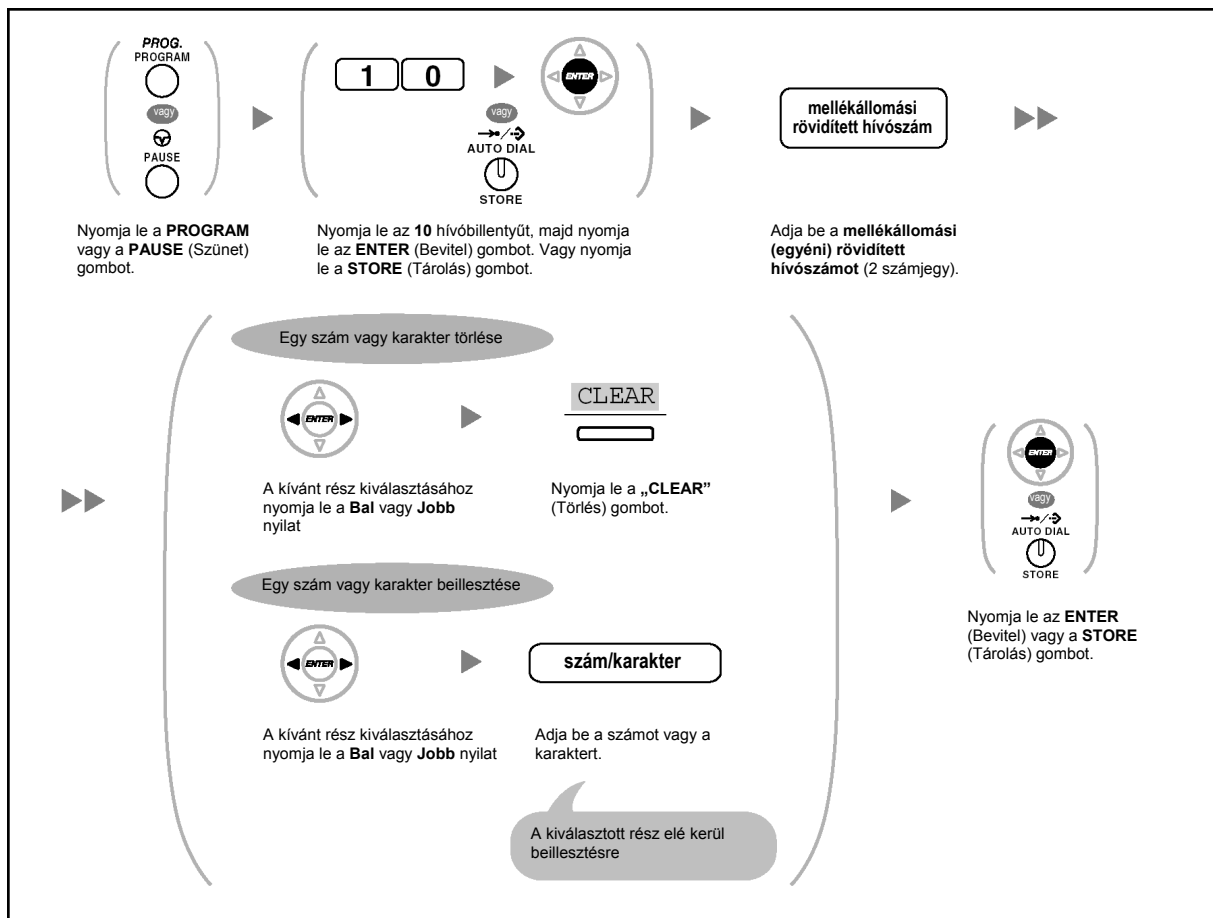 PROG.
PROGRAM
vagy
PAUSE
1 0
ENTER
vagy
AUTO DIAL
STORE
mellékállomási
rövidített hívószám
Nyomja le a PROGRAM
vagy a PAUSE (Szünet)
gombot.
Nyomja le az 10 hívóbillentyűt, majd nyomja
le az ENTER (Bevitel) gombot. Vagy nyomja
le a STORE (Tárolás) gombot.
Adja be a mellékállomási
(egyéni) rövidített
hívószámot (2 számjegy).
Egy szám vagy karakter törlése
ENTER
CLEAR
A kívánt rész kiválasztásához
nyomja le a Bal vagy Jobb
nyilat
Nyomja le a „CLEAR”
(Törlés) gombot.
Egy szám vagy karakter beillesztése
ENTER
szám/karakter
A kívánt rész kiválasztásához
nyomja le a Bal vagy Jobb nyilat
Adja be a számot vagy a
karaktert.
A kiválasztott rész elé kerül
beillesztésre
ENTER
vagy
AUTO DIAL
STORE
Nyomja le az ENTER
(Bevitel) vagy a STORE
(Tárolás) gombot.